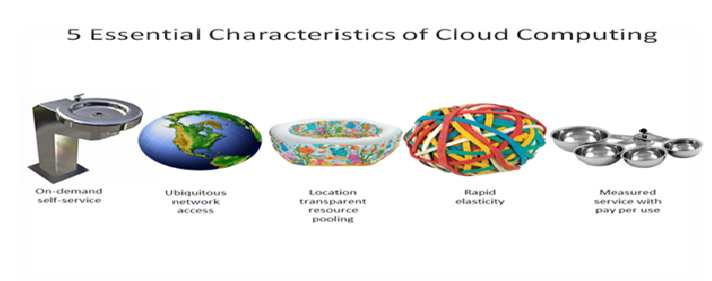 5 Essential Characteristics of Cloud Computing
On-demand
self-service
Ubiquitous
network
access
Location
transparent
resource
pooling
Rapid
elasticity
Measured
service with
pay per use